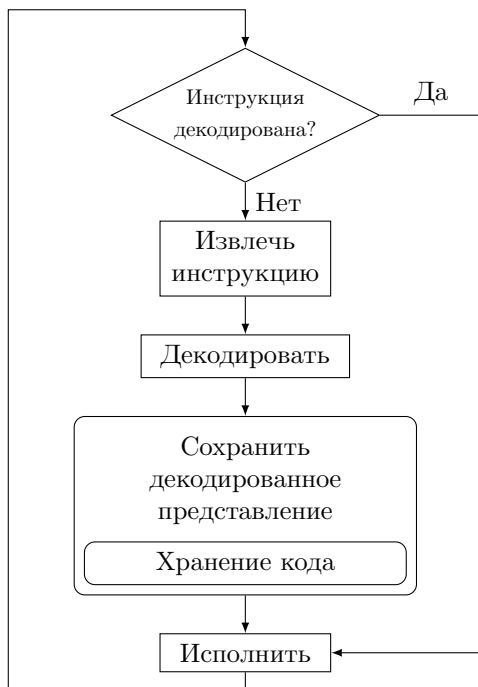 Инструкция
декодирована?
Да
Нет
Извлечь
инструкцию
Декодировать
Сохранить
декодированное
представление
Хранение кода
Исполнить